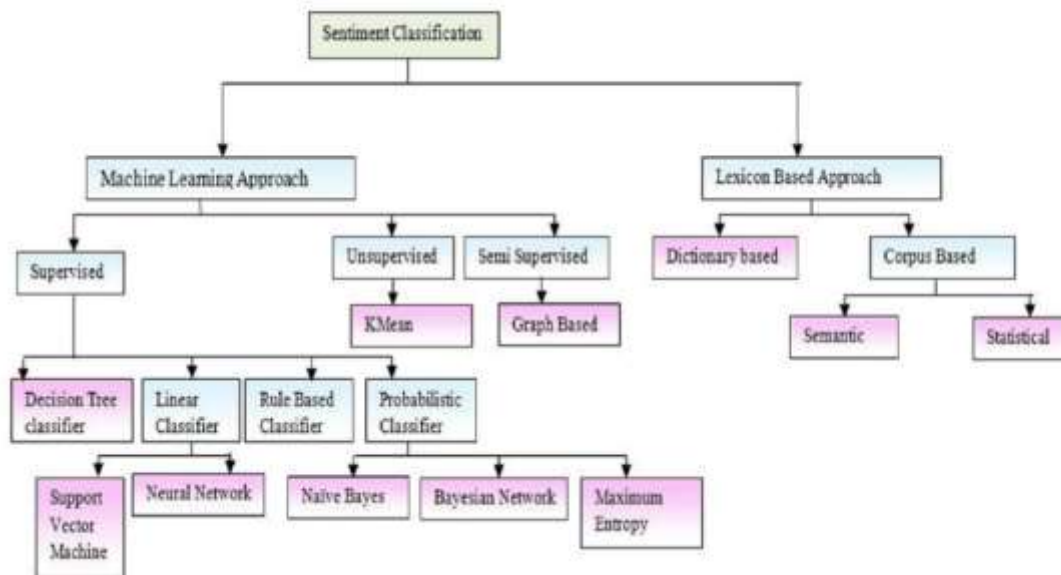 Sentiment Classification
Machine Learning Approach
Lexicon Based Approach
Supervised
Unsupervised
Semi Supervised
Dictionary based
Corpus Based
KMean
Graph Based
Semantic
Statistical
Decision Tree
classifier
Linear
Classifier
Rule Based
Classifier
Probabilistic
Classifier
Support
Vector
Machine
Neural Network
Naïve Bayes
Bayesian Network
Maximum
Entropy